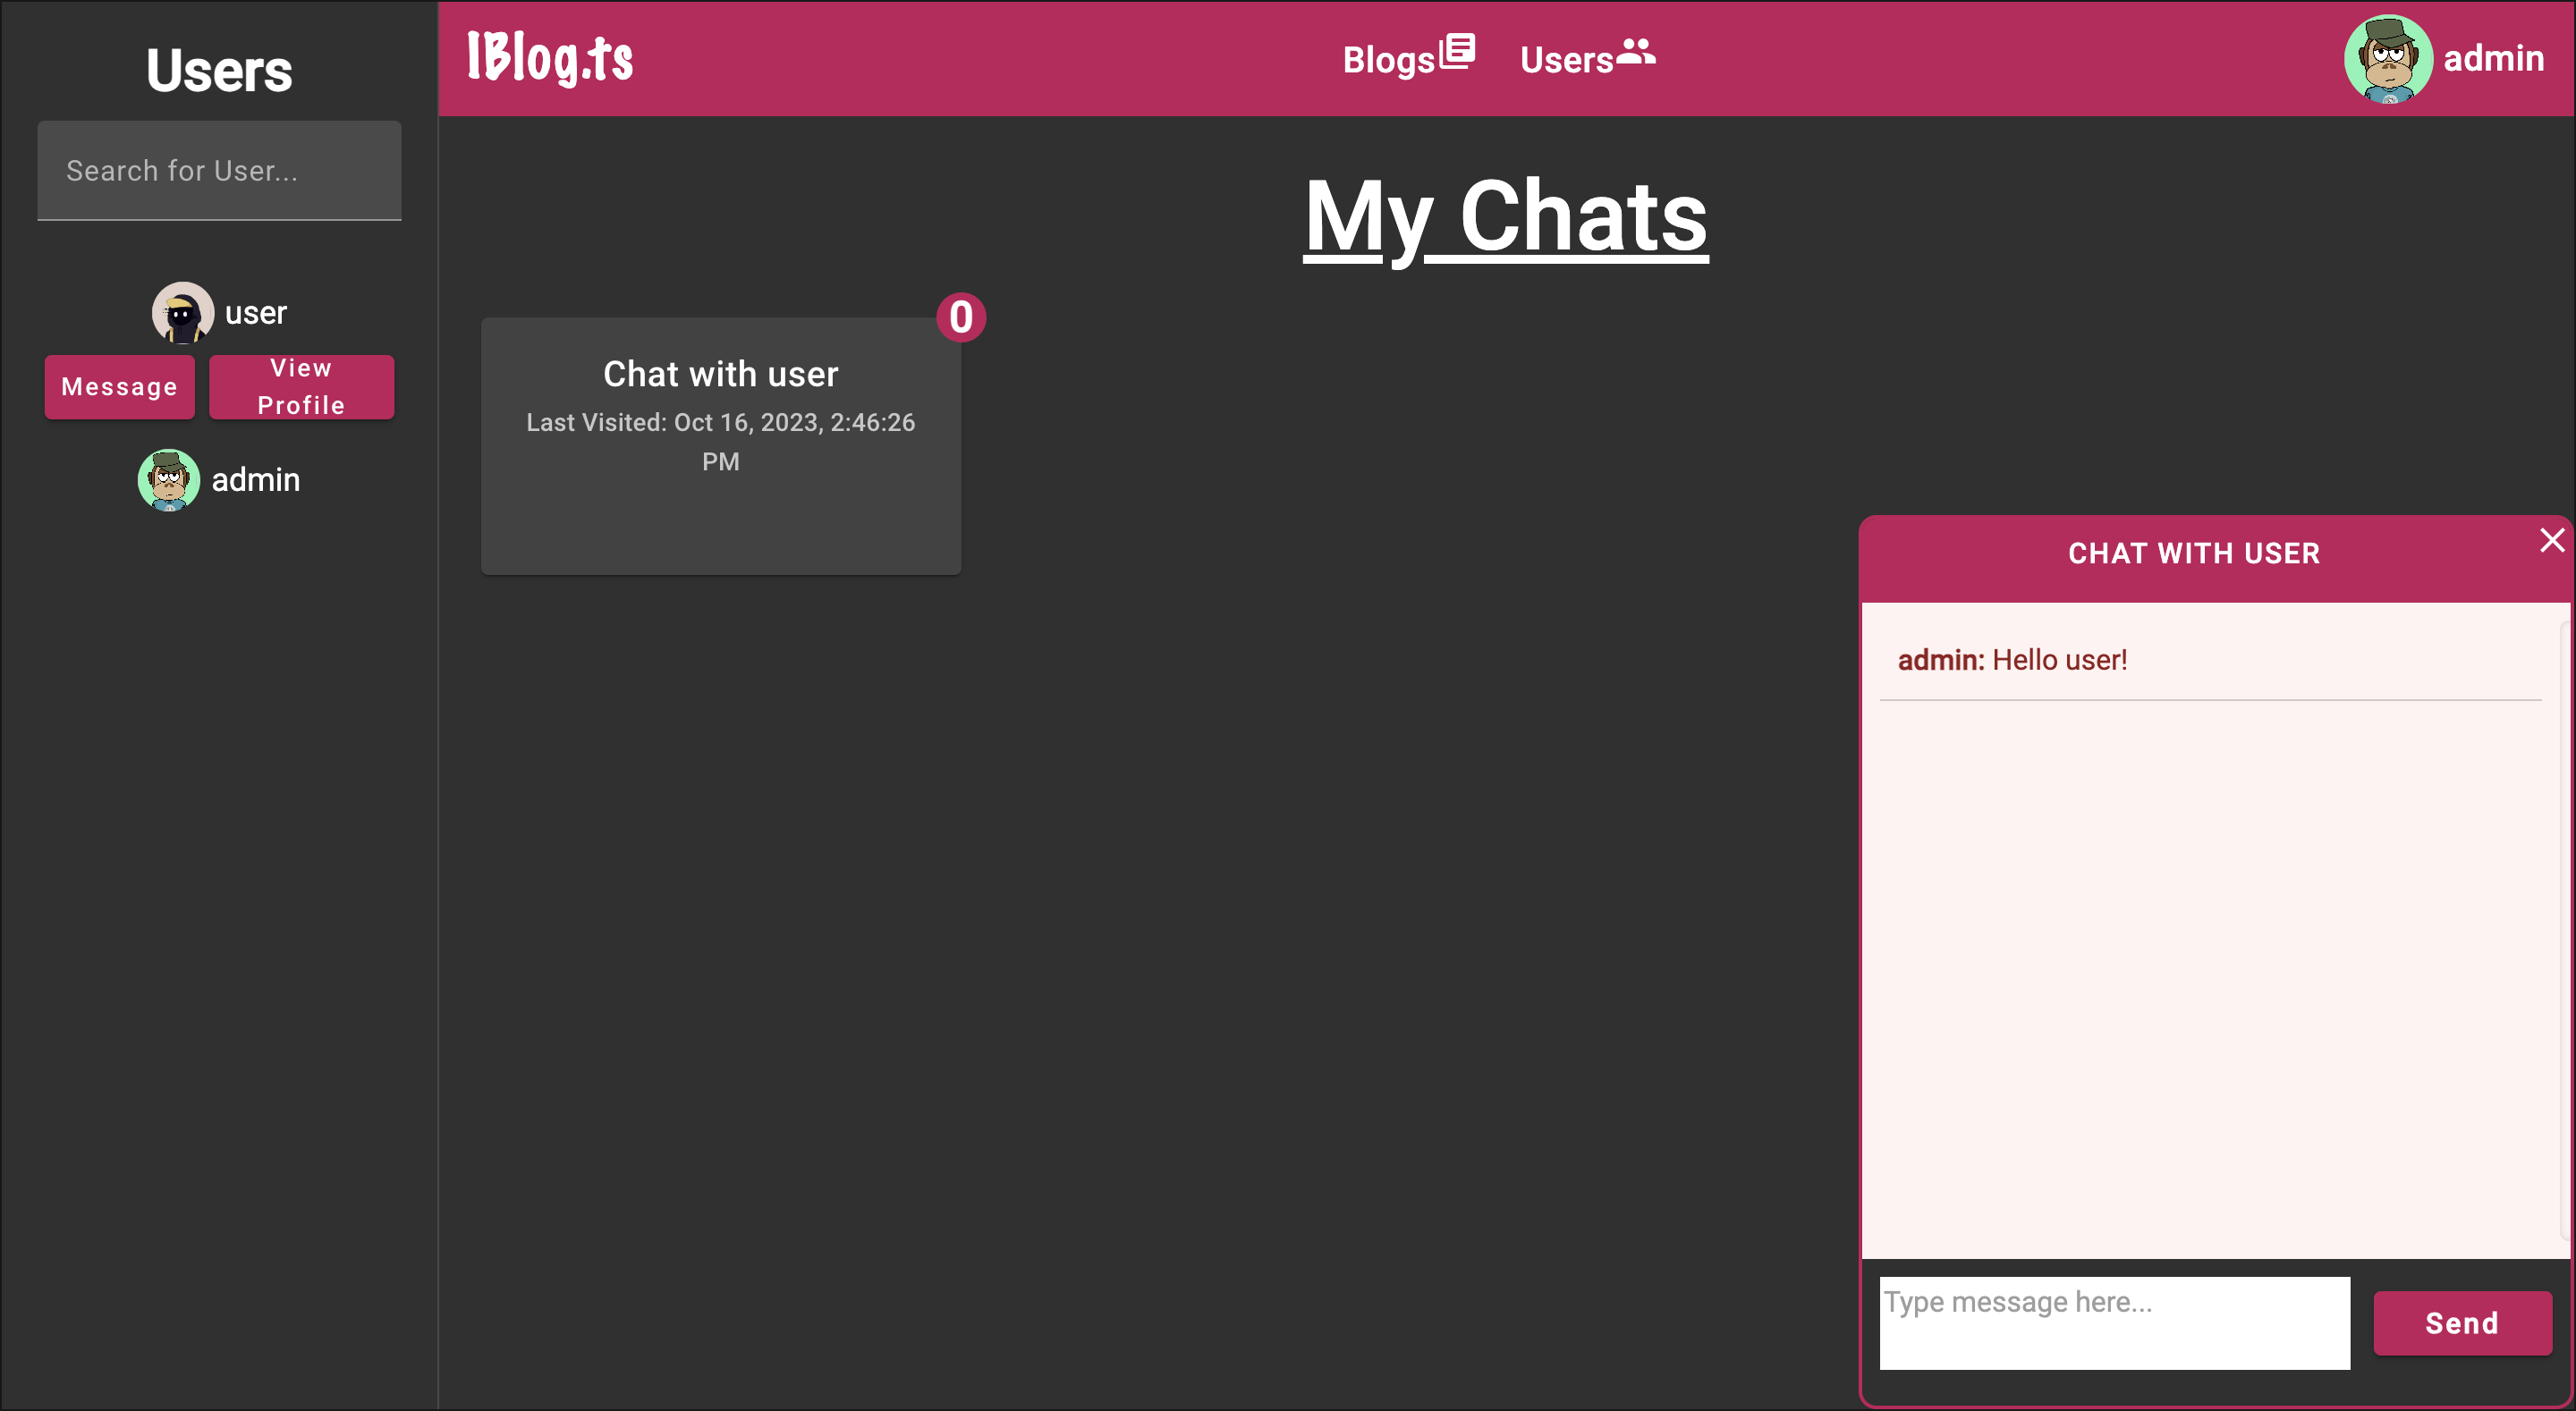 Users
Search for User...
user
Message
View
Profile
admin
IBlog.ts
Blogs
Users
admin
My Chats
0
Chat with user
Last Visited: Oct 16, 2023, 2:46:26
PM
CHAT WITH USER
admin: Hello user!
Type message here...
Send